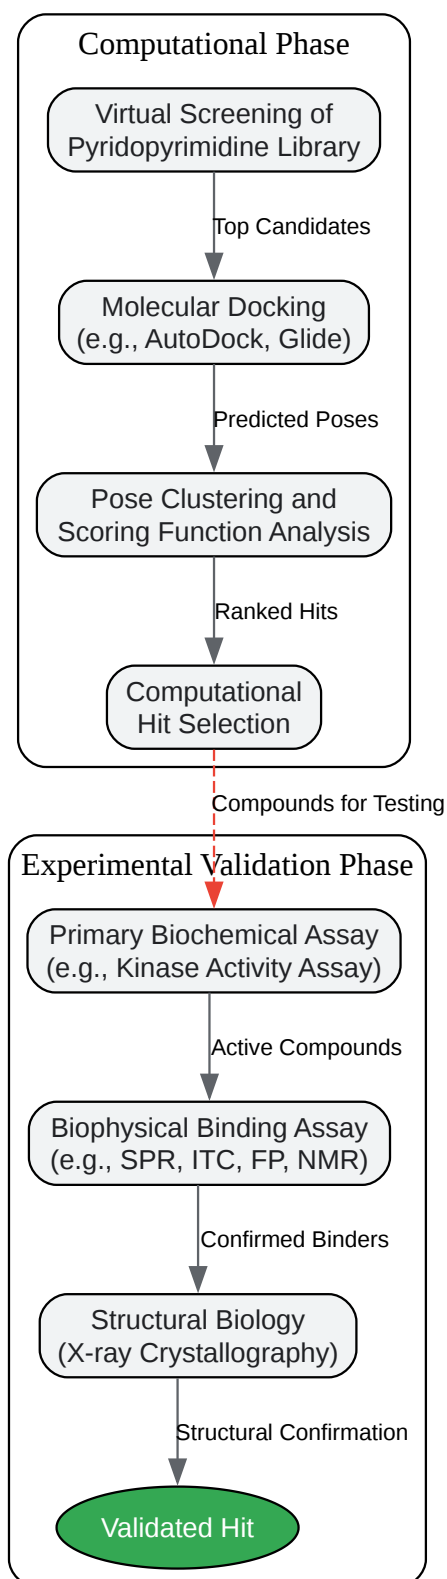 Computational Phase
Virtual Screening of
Pyridopyrimidine Library
Top Candidates
Molecular Docking
(e.g., AutoDock, Glide)
Predicted Poses
Pose Clustering and
Scoring Function Analysis
Ranked Hits
Computational
Hit Selection
Compounds for Testing
Experimental Validation Phase
Primary Biochemical Assay
(e.g., Kinase Activity Assay)
Active Compounds
Biophysical Binding Assay
(e.g., SPR, ITC, FP, NMR)
Confirmed Binders
Structural Biology
(X-ray Crystallography)
Structural Confirmation
Validated Hit